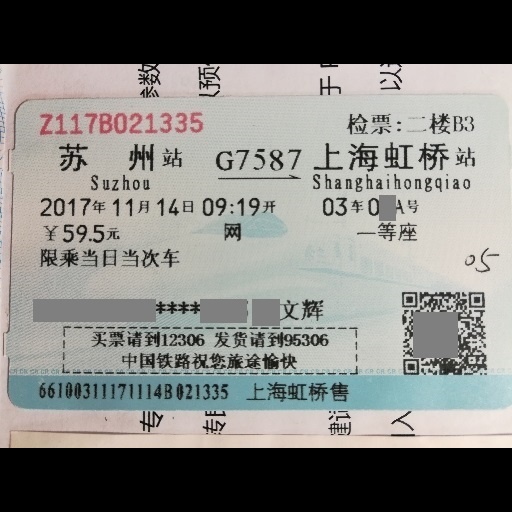 Z117B021335
检票:二楼B3
苏州站 G7587 上海虹桥站
Suzhou Shanghaihongqiao
2017年11月14日09:19开 03车0 A号
￥59.5元 网 一等座
限乘当日当次车
05
**** 文辉
买票请到12306 发货请到95306
中国铁路祝您旅途愉快
66100311171114B021335 上海虹桥售